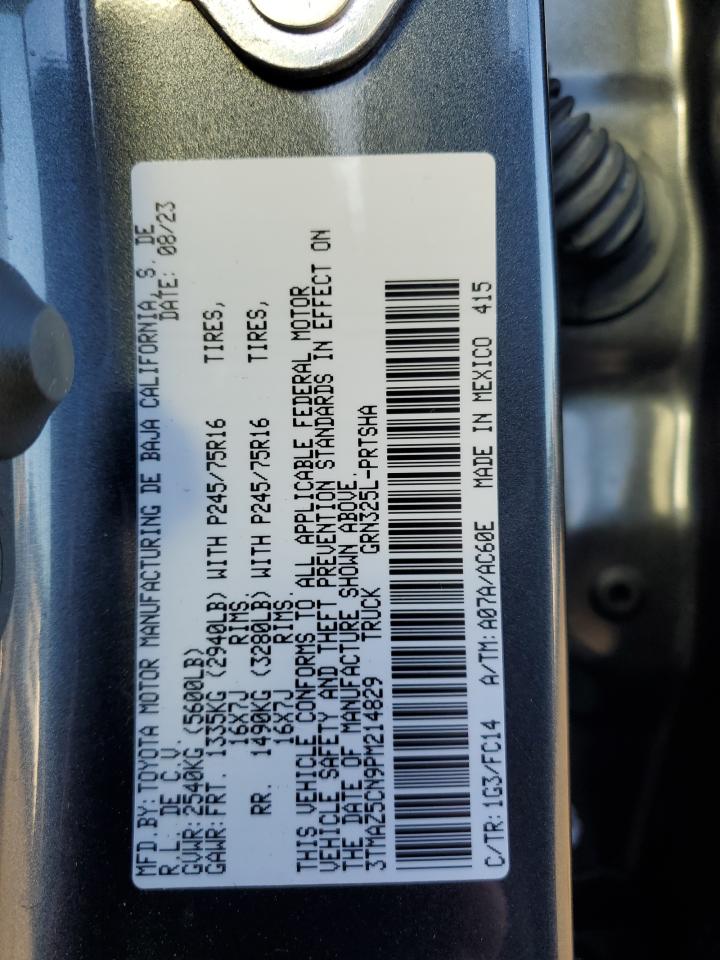 MFD.BY: TOYOTA MOTOR MANUFACTURING DE BAJA CALIFORNIA, S. DE
R.L. DE C.V. DATE: 08/23
GVWR: 2540KG (5600LB)
GAWR: FRT. 1335KG (2940LB) WITH P245/75R16 TIRES,
16X7J RIMS.
RR. 1490KG (3280LB) WITH P245/75R16 TIRES,
16X7J RIMS.
THIS VEHICLE CONFORMS TO ALL APPLICABLE FEDERAL MOTOR
VEHICLE SAFETY AND THEFT PREVENTION STANDARDS IN EFFECT ON
THE DATE OF MANUFACTURE SHOWN ABOVE.
3TMAZ5CN9PM214829 TRUCK GRN325L-PRTSHA
C/TR: 1G3/FC14 A/TM: A07A/AC60E MADE IN MEXICO 415